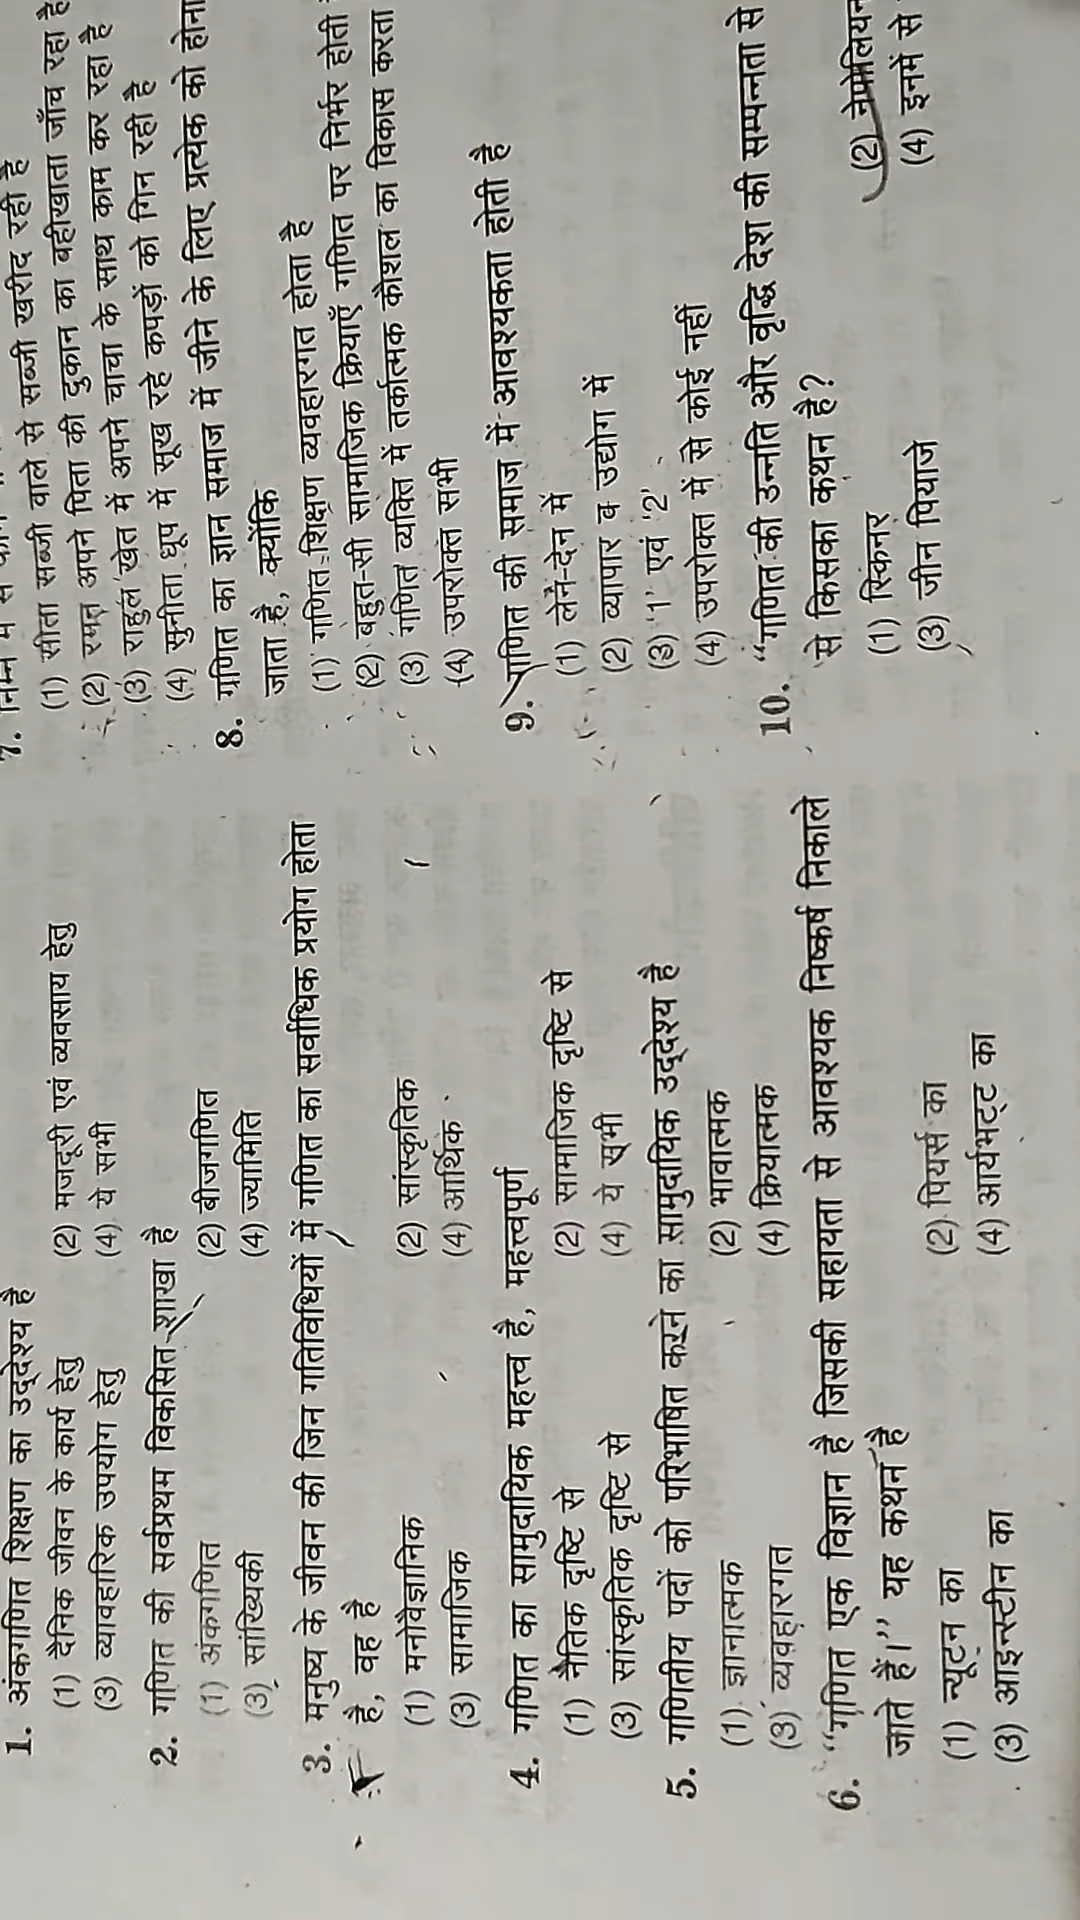 1. अंकगणित शिक्षण का उद्देश्य है
(1) दैनिक जीवन के कार्य हेतु (2) मजदूरी एवं व्यवसाय हेतु
(3) व्यावहारिक उपयोग हेतु (4) ये सभी
2. गणित की सर्वप्रथम विकसित शाखा है
(1) अंकगणित (2) बीजगणित
(3) सांख्यिकी (4) ज्यामिति
3. मनुष्य के जीवन की जिन गतिविधियों में गणित का सर्वाधिक प्रयोग होता
है, वह है
(1) मनोवैज्ञानिक (2) सांस्कृतिक
(3) सामाजिक (4) आर्थिक
4. गणित का सामुदायिक महत्त्व है, महत्त्वपूर्ण
(1) नैतिक दृष्टि से (2) सामाजिक दृष्टि से
(3) सांस्कृतिक दृष्टि से (4) ये सभी
5. गणितीय पदों को परिभाषित करने का सामुदायिक उद्देश्य है
(1) ज्ञानात्मक (2) भावात्मक
(3) व्यवहारगत (4) क्रियात्मक
6. "गणित एक विज्ञान है जिसकी सहायता से आवश्यक निष्कर्ष निकाले
जाते हैं।" यह कथन है
(1) न्यूटन का (2) पियर्स का
(3) आइन्स्टीन का (4) आर्यभट्ट का
7. निम्न में से
(1) सीता सब्जी वाले से सब्जी खरीद रही है
(2) रमन अपने पिता की दुकान का बहीखाता जाँच रहा है
(3) राहुल खेत में अपने चाचा के साथ काम कर रहा है
(4) सुनीता धूप में सूख रहे कपड़ों को गिन रही है
8. गणित का ज्ञान समाज में जीने के लिए प्रत्येक को होना
जाता है, क्योंकि
(1) गणित शिक्षण व्यवहारगत होता है
(2) बहुत-सी सामाजिक क्रियाएँ गणित पर निर्भर होती
(3) गणित व्यक्ति में तर्कात्मक कौशल का विकास करता
(4) उपरोक्त सभी
9. गणित की समाज में आवश्यकता होती है
(1) लेने-देन में
(2) व्यापार व उद्योग में
(3) '1' एवं '2'
(4) उपरोक्त में से कोई नहीं
10. "गणित की उन्नति और वृद्धि देश की सम्पन्नता से
से किसका कथन है?
(1) स्किनर (2) नेपोलियन
(3) जीन पियाजे (4) इनमें से